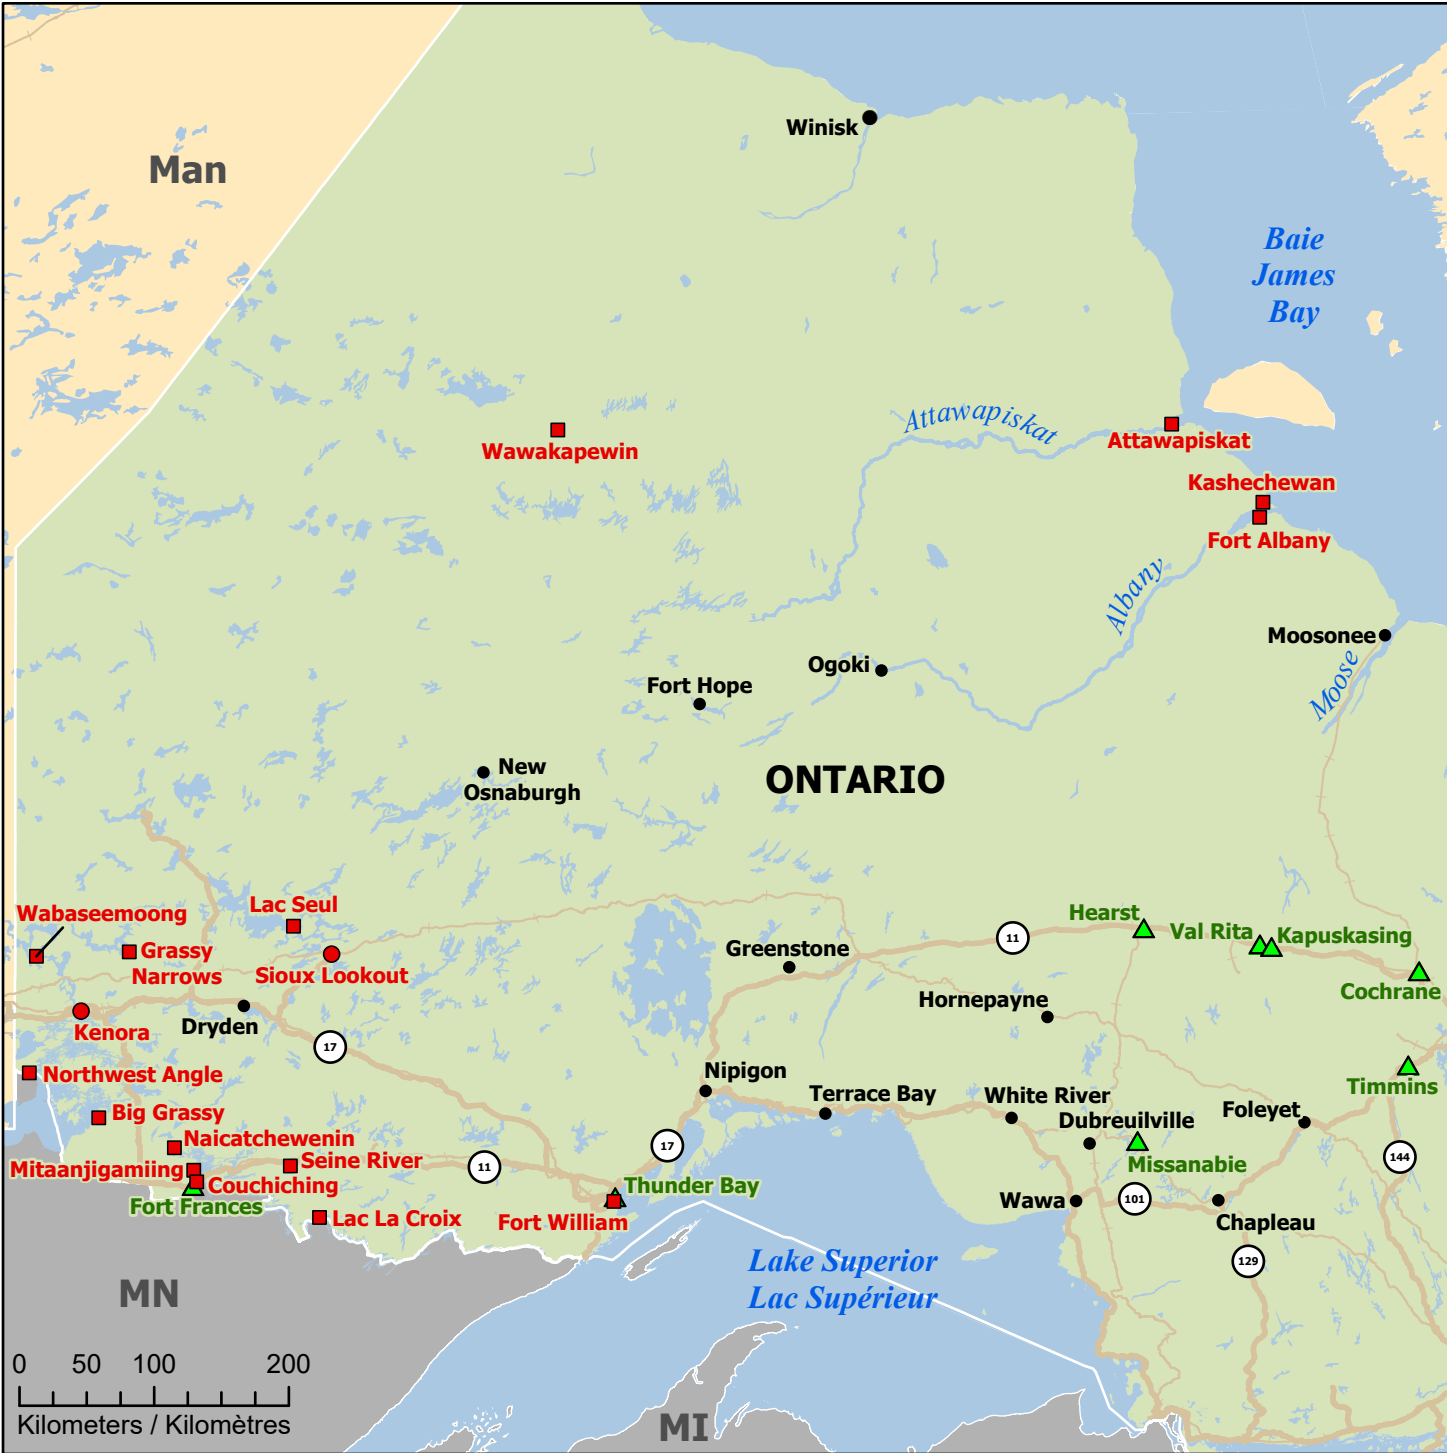 Winisk
Man
Baie
James
Bay
Attawapiskat
Attawapiskat
Wawakapewin
Kashechewan
Fort Albany
Albany
Moosonee
Ogoki
Moose
Fort Hope
New
Osnaburgh
ONTARIO
Lac Seul
Wabaseemoong
Hearst
Val Rita
Kapuskasing
11
Grassy
Narrows
Greenstone
Sioux Lookout
Cochrane
Hornepayne
Kenora
Dryden
17
Northwest Angle
Nipigon
Timmins
Terrace Bay
White River
Big Grassy
Foleyet
Dubreuilville
Naicatchewenin
17
144
Seine River
11
Missanabie
Mitaanjigamiing
Couchiching
Thunder Bay
Fort Frances
Wawa
101
Lac La Croix
Fort William
Chapleau
Lake Superior
Lac Supérieur
129
MN
0 50 100 200
Kilometers / Kilomètres
MI